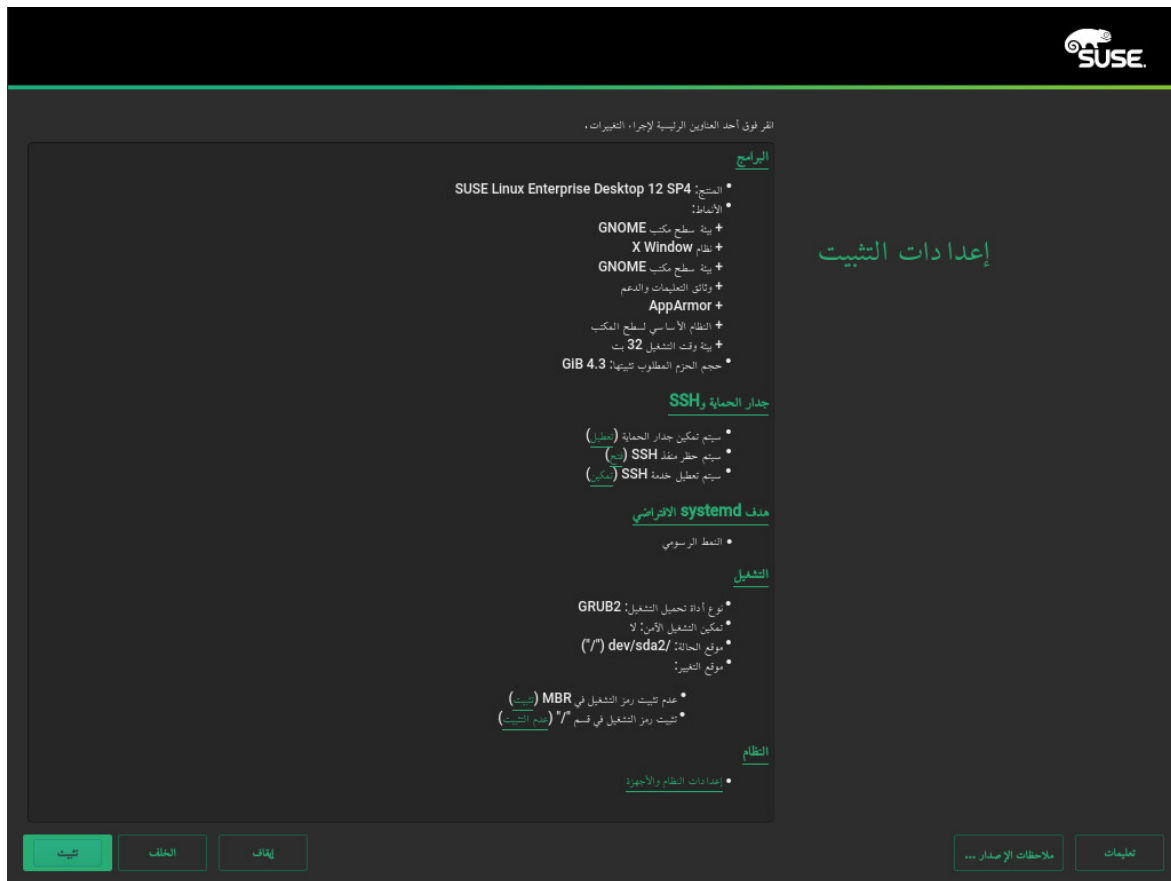 SUSE.
انقر فوق أحد العناوين الرئيسية لإجراء التغييرات.
إعدادات التثبيت
البرامج
• المنتج: SUSE Linux Enterprise Desktop 12 SP4
• الأنماط:
+ بيئة سطح مكتب GNOME
+ نظام X Window
+ بيئة سطح مكتب GNOME
+ وثائق التعليمات والدعم
+ AppArmor
+ النظام الأساسي لسطح المكتب
+ بيئة وقت التشغيل 32 بت
• حجم الحزم المطلوب تثبيتها: 4.3 GiB
جدار الحماية وSSH
• سيتم تمكين جدار الحماية (تعطيل)
• سيتم حظر منفذ SSH (فتح)
• سيتم تعطيل خدمة SSH (تمكين)
هدف systemd الافتراضي
• النمط الرسومي
التشغيل
• نوع أداة تحميل التشغيل: GRUB2
• تمكين التشغيل الآمن: لا
• موقع الحالة: /dev/sda2 ("/")
• موقع التغيير:
• عدم تثبيت رمز التشغيل في MBR (تثبيت)
• تثبيت رمز التشغيل في قسم "/" (عدم التثبيت)
النظام
• إعدادات النظام والأجهزة
تعليمات
ملاحظات الإصدار ...
إيقاف
الخلف
تثبيت